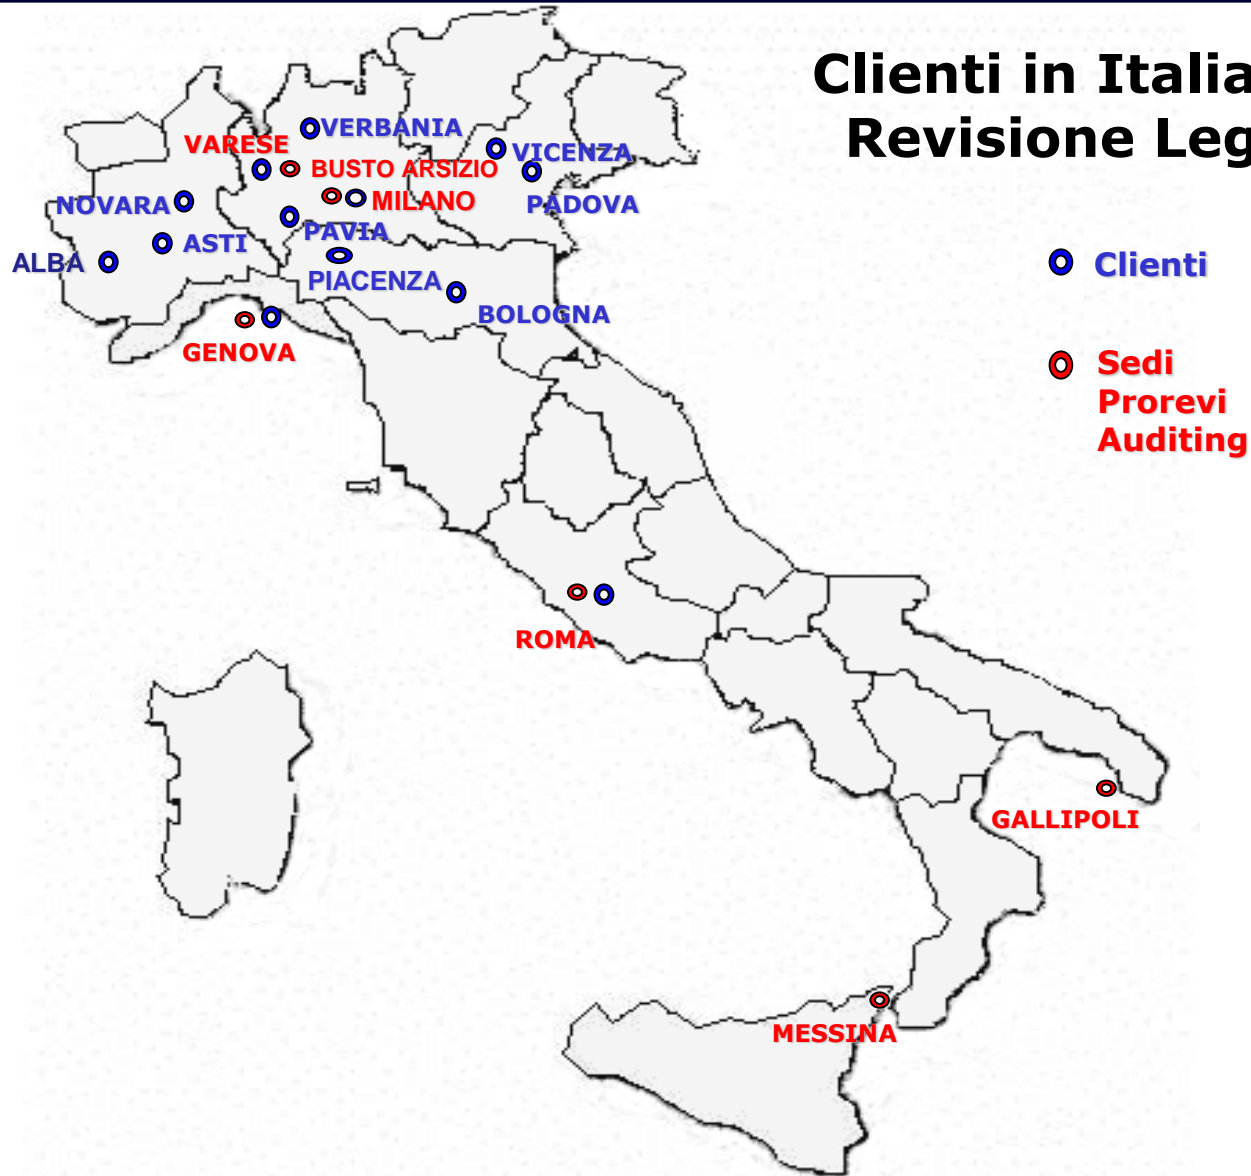 Clienti in Italia
Revisione Leg
VERBANIA
VARESE
VICENZA
BUSTO ARSIZIO
MILANO
NOVARA
PADOVA
PAVIA
ASTI
ALBA
PIACENZA
BOLOGNA
GENOVA
Clienti
Sedi
Prorevi
Auditing
ROMA
GALLIPOLI
MESSINA